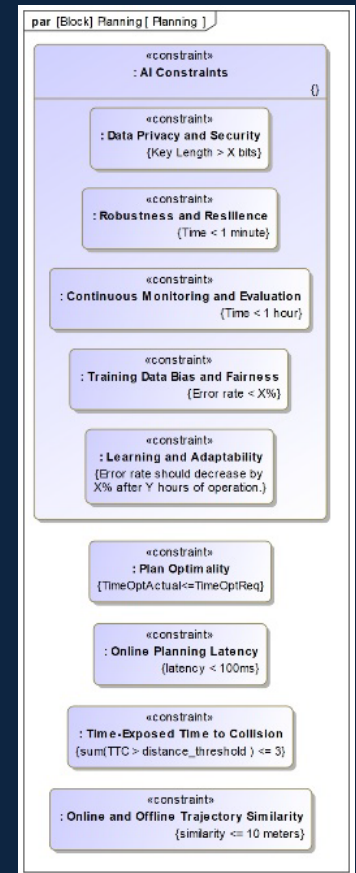 par [Block] Planning [ Planning ]
«constraint»
: AI Constraints
{}
«constraint»
: Data Privacy and Security
{Key Length > X bits}
«constraint»
: Robustness and Resilience
{Time < 1 minute}
«constraint»
: Continuous Monitoring and Evaluation
{Time < 1 hour}
«constraint»
: Training Data Bias and Fairness
{Error rate < X%}
«constraint»
: Learning and Adaptability
{Error rate should decrease by
X% after Y hours of operation.}
«constraint»
: Plan Optimality
{TimeOptActual<=TimeOptReq}
«constraint»
: Online Planning Latency
{latency < 100ms}
«constraint»
: Time-Exposed Time to Collision
{sum(TTC > distance_threshold ) <= 3}
«constraint»
: Online and Offline Trajectory Similarity
{similarity <= 10 meters}